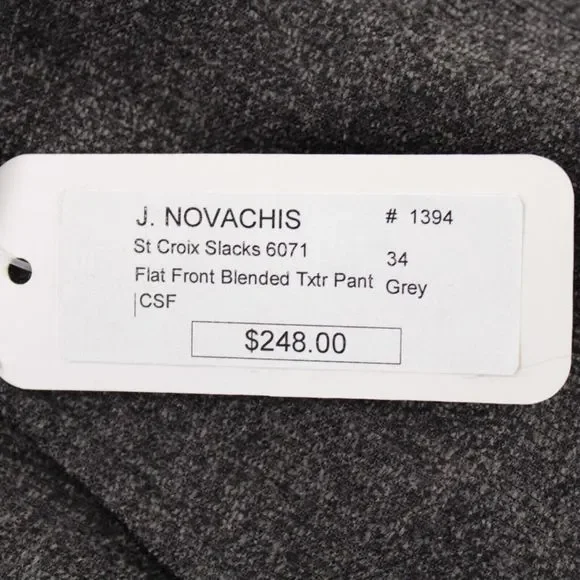 J. NOVACHIS # 1394
St Croix Slacks 6071 34
Flat Front Blended Txtr Pant Grey
|CSF
$248.00